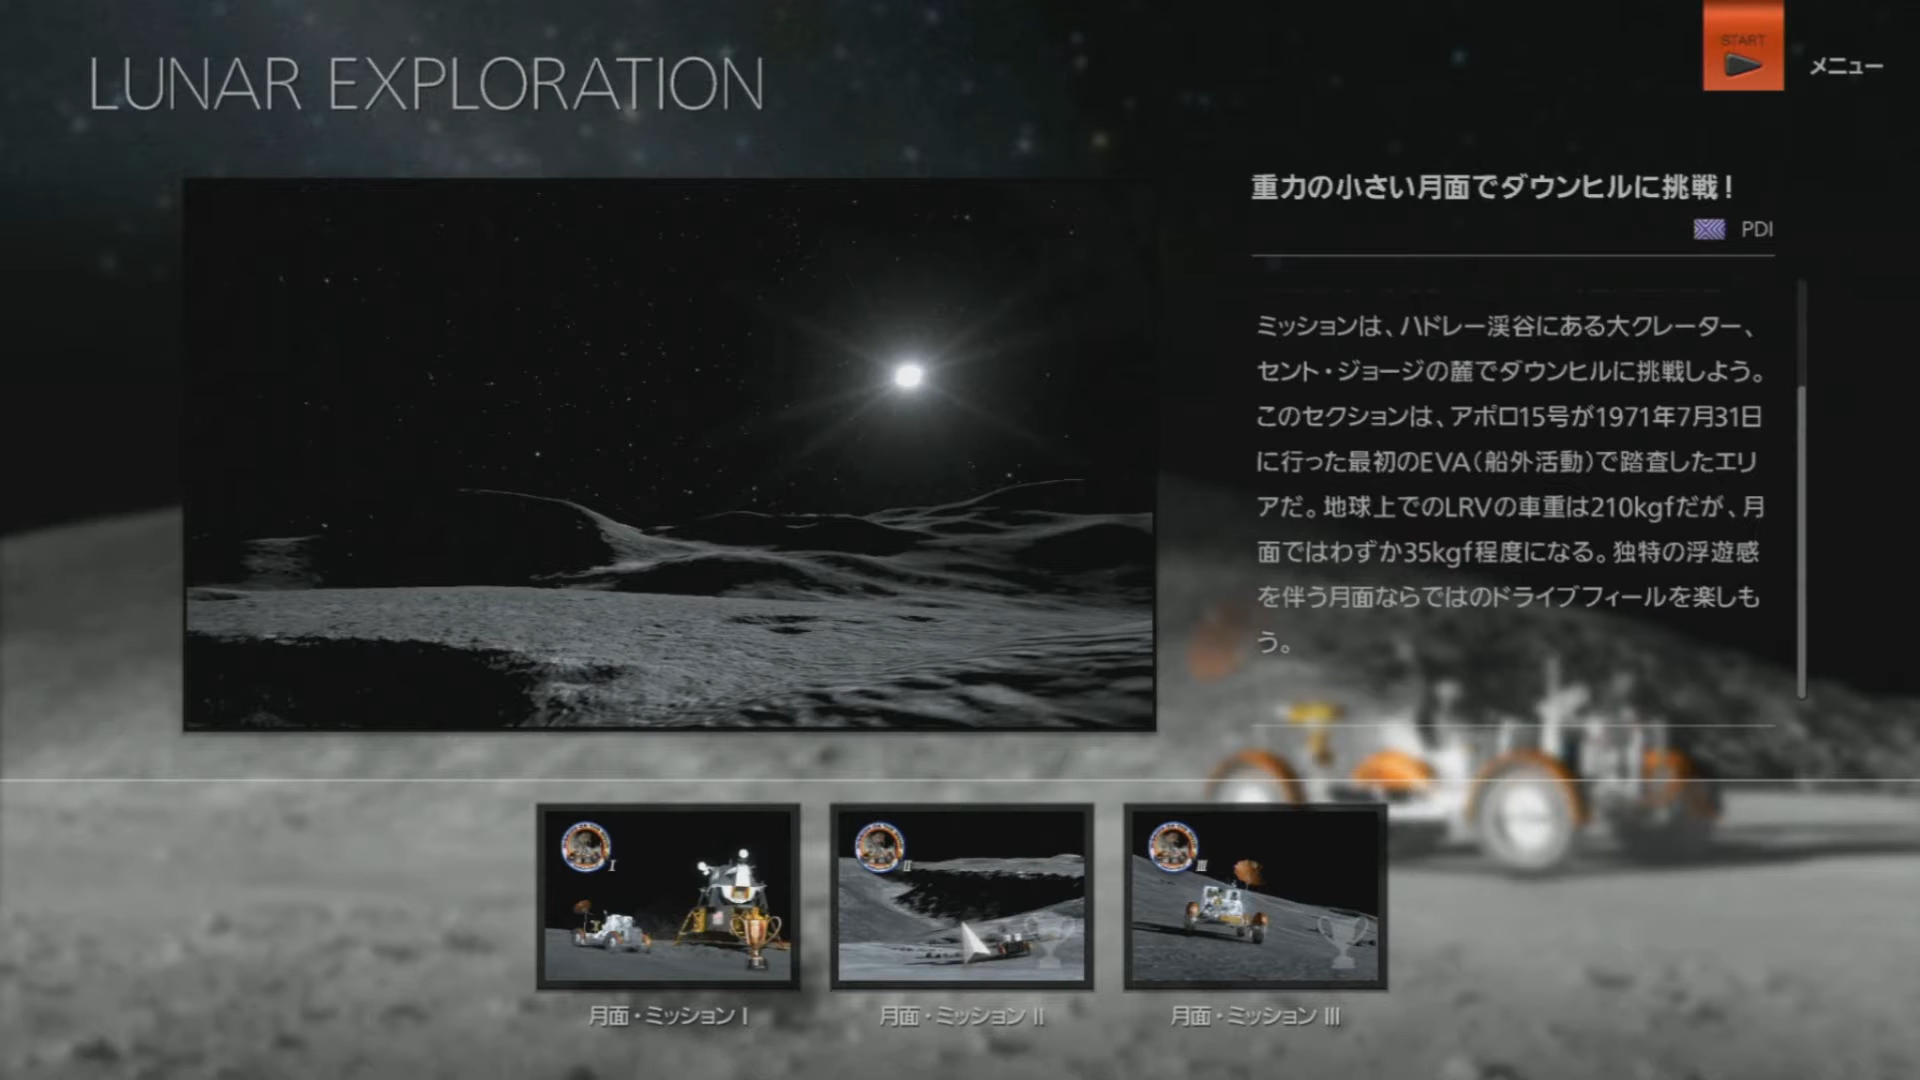 LUNAR EXPLORATION
START
メニュー
重力の小さい月面でダウンヒルに挑戦！
PDI
ミッションは、ハドレー渓谷にある大クレーター、
セント・ジョージの麓でダウンヒルに挑戦しよう。
このセクションは、アポロ15号が1971年7月31日
に行った最初のEVA（船外活動）で踏査したエリ
アだ。地球上でのLRVの車重は210kgfだが、月
面ではわずか35kgf程度になる。独特の浮遊感
を伴う月面ならではのドライブフィールを楽しも
う。
I
II
III
月面・ミッション I
月面・ミッション II
月面・ミッション III